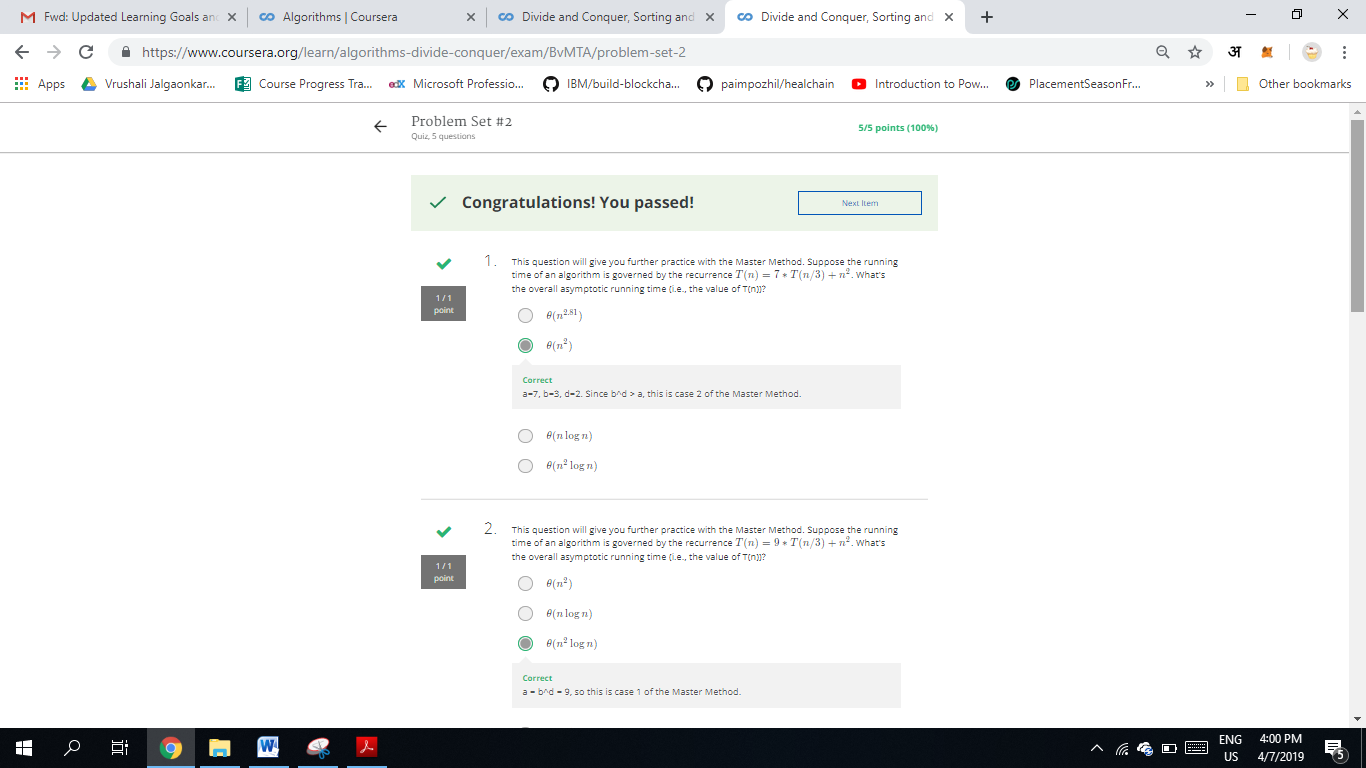 Fwd: Updated Learning Goals an
Algorithms | Coursera
Divide and Conquer, Sorting and
Divide and Conquer, Sorting and
https://www.coursera.org/learn/algorithms-divide-conquer/exam/BvMTA/problem-set-2
अ
Apps
Vrushali Jalgaonkar...
Course Progress Tra...
edX Microsoft Professio...
IBM/build-blockcha...
paimpozhil/healchain
Introduction to Pow...
PlacementSeasonFr...
»
Other bookmarks
Problem Set #2
Quiz, 5 questions
5/5 points (100%)
Congratulations! You passed!
Next Item
1 / 1
point
1.
This question will give you further practice with the Master Method. Suppose the running
time of an algorithm is governed by the recurrence T(n) = 7 * T(n/3) + n². What's
the overall asymptotic running time (i.e., the value of T(n))?
θ(n^2.81)
θ(n²)
Correct
a=7, b=3, d=2. Since b^d > a, this is case 2 of the Master Method.
θ(n log n)
θ(n² log n)
1 / 1
point
2.
This question will give you further practice with the Master Method. Suppose the running
time of an algorithm is governed by the recurrence T(n) = 9 * T(n/3) + n². What's
the overall asymptotic running time (i.e., the value of T(n))?
θ(n²)
θ(n log n)
θ(n² log n)
Correct
a = b^d = 9, so this is case 1 of the Master Method.
ENG
US
4:00 PM
4/7/2019
5